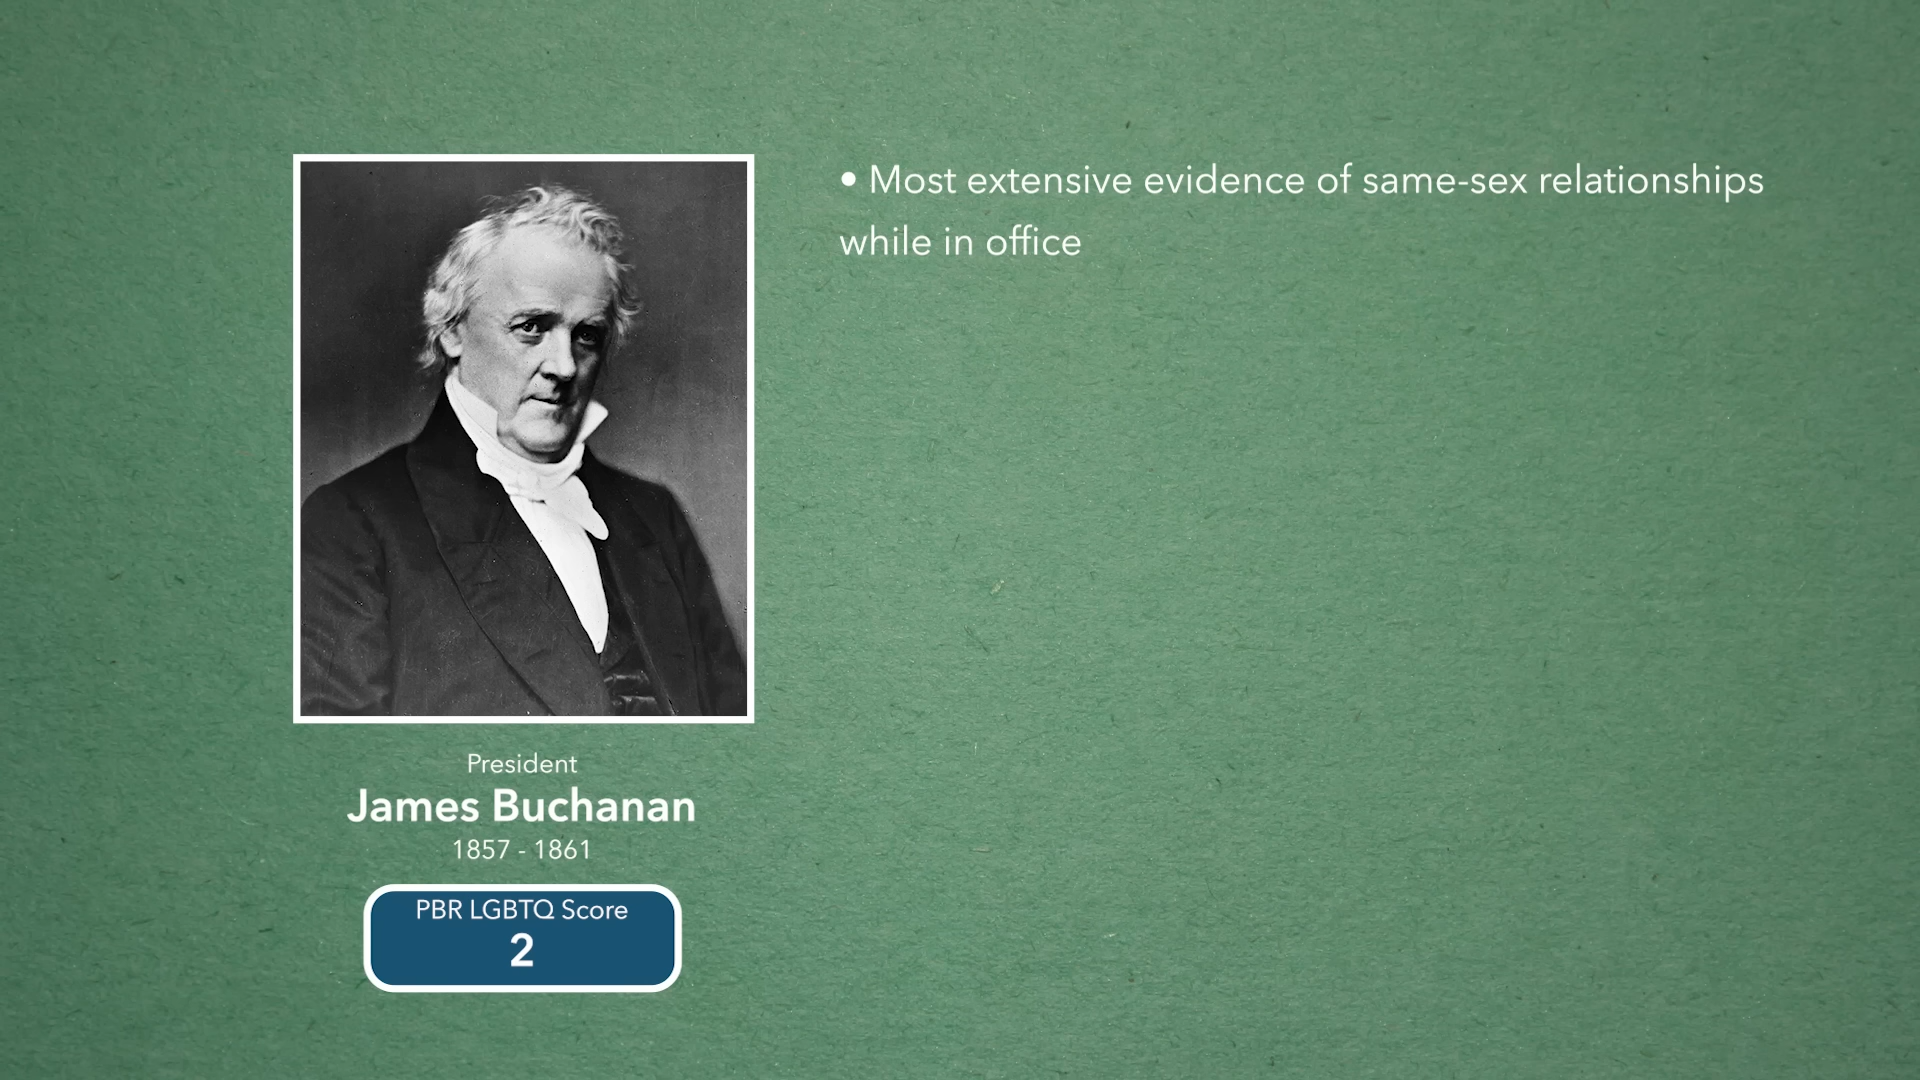 • Most extensive evidence of same-sex relationships
while in office
President
James Buchanan
1857 - 1861
PBR LGBTQ Score
2